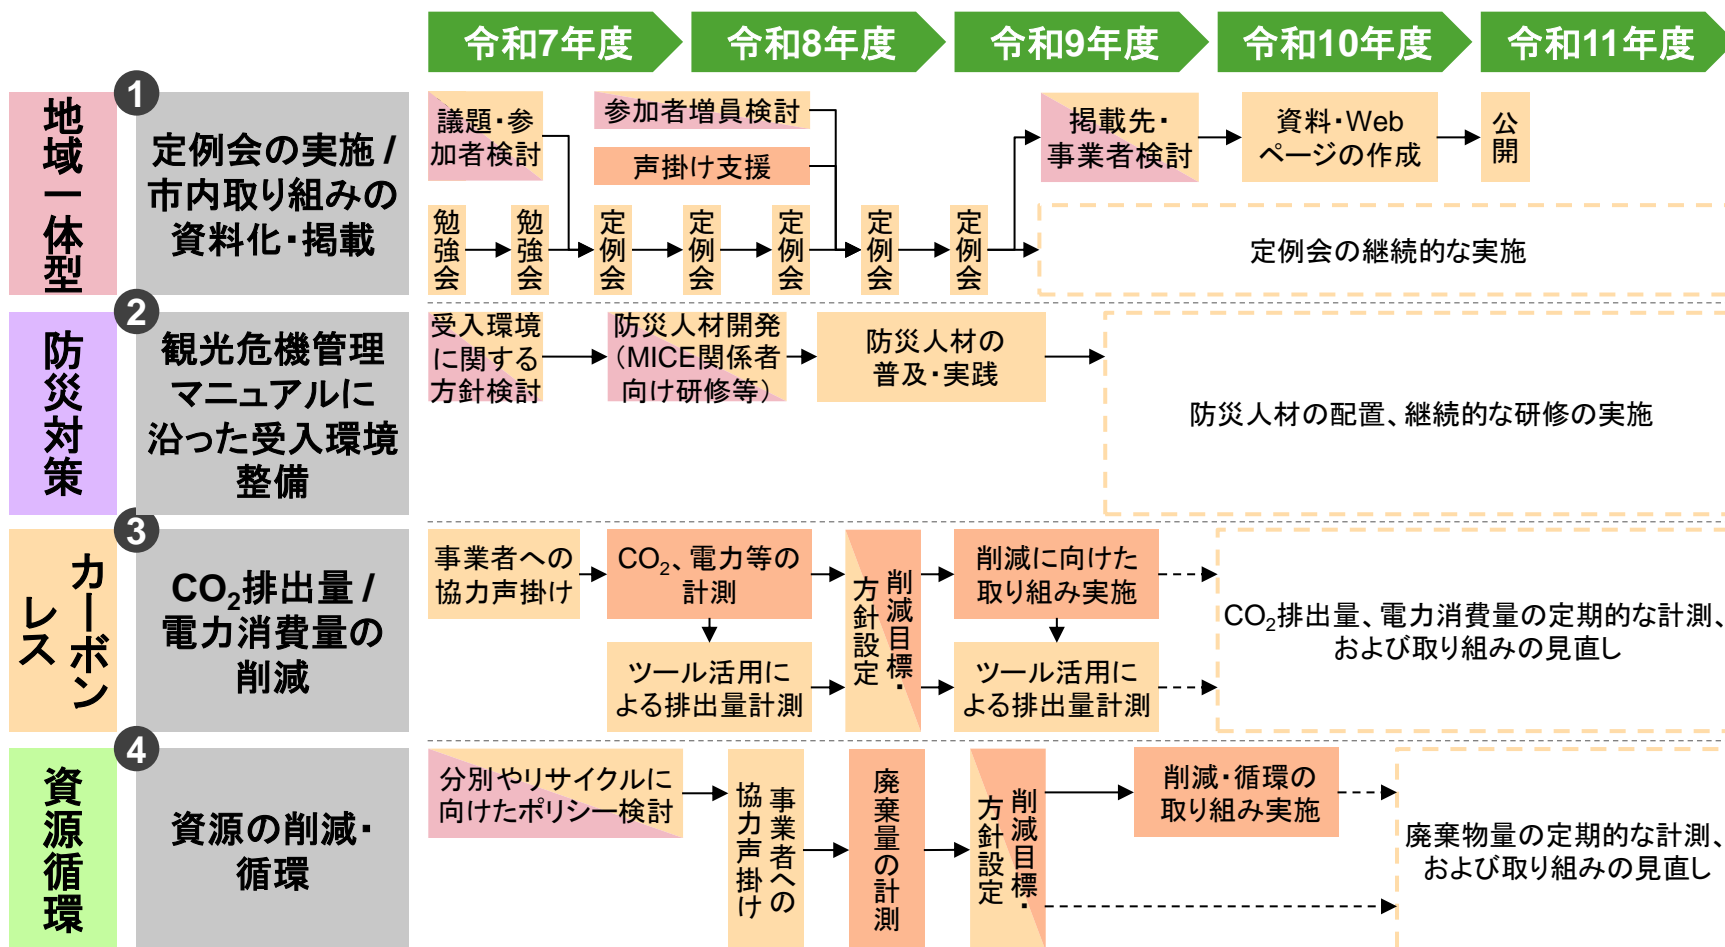 令和7年度
令和8年度
令和9年度
令和10年度
令和11年度
地域一体型
1
定例会の実施 /
市内取り組みの
資料化・掲載
議題・参
加者検討
参加者増員検討
声掛け支援
掲載先・
事業者検討
資料・Web
ページの作成
公開
勉強会
勉強会
定例会
定例会
定例会
定例会
定例会
定例会の継続的な実施
防災対策
2
観光危機管理
マニュアルに
沿った受入環境
整備
受入環境
に関する
方針検討
防災人材開発
（MICE関係者
向け研修等）
防災人材の
普及・実践
防災人材の配置、継続的な研修の実施
カーボン
レス
3
CO₂排出量 /
電力消費量の
削減
事業者への
協力声掛け
CO₂、電力等の
計測
ツール活用に
よる排出量計測
削減目標・
方針設定
削減に向けた
取り組み実施
ツール活用に
よる排出量計測
CO₂排出量、電力消費量の定期的な計測、
および取り組みの見直し
資源循環
4
資源の削減・
循環
分別やリサイクルに
向けたポリシー検討
事業者への
協力声掛け
廃棄量の計測
削減目標・
方針設定
削減・循環の
取り組み実施
廃棄物量の定期的な計測、
および取り組みの見直し